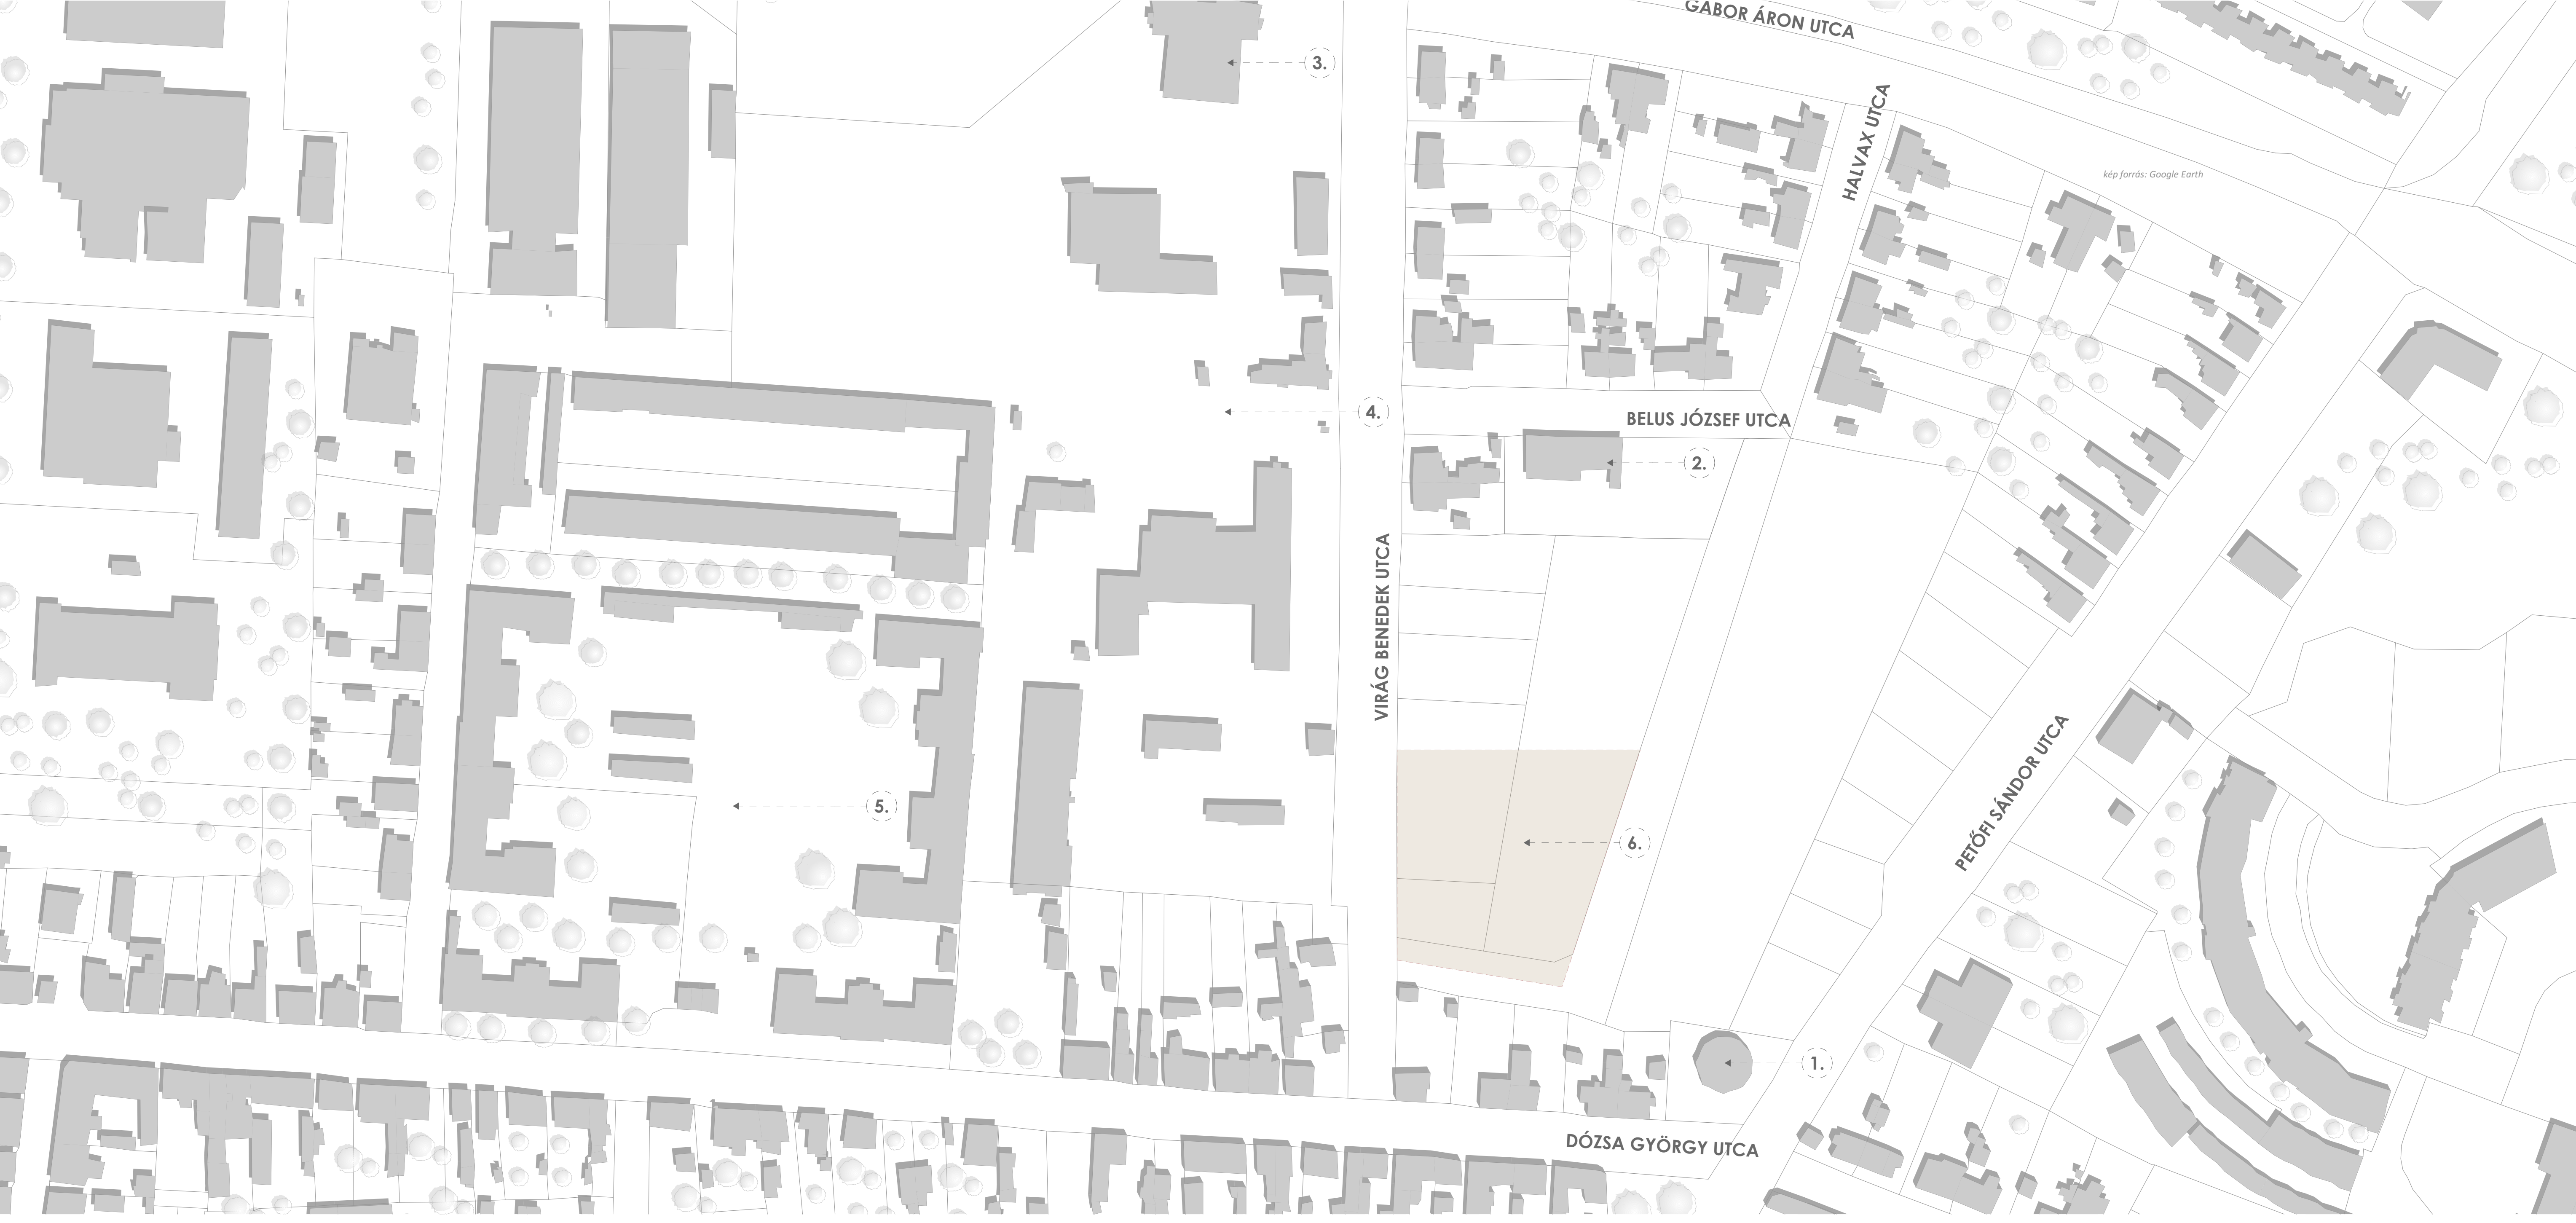 GÁBOR ÁRON UTCA
3.
HALVAX UTCA
kép forrás: Google Earth
4.
BELUS JÓZSEF UTCA
2.
VIRÁG BENEDEK UTCA
5.
6.
PETŐFI SÁNDOR UTCA
1.
DÓZSA GYÖRGY UTCA